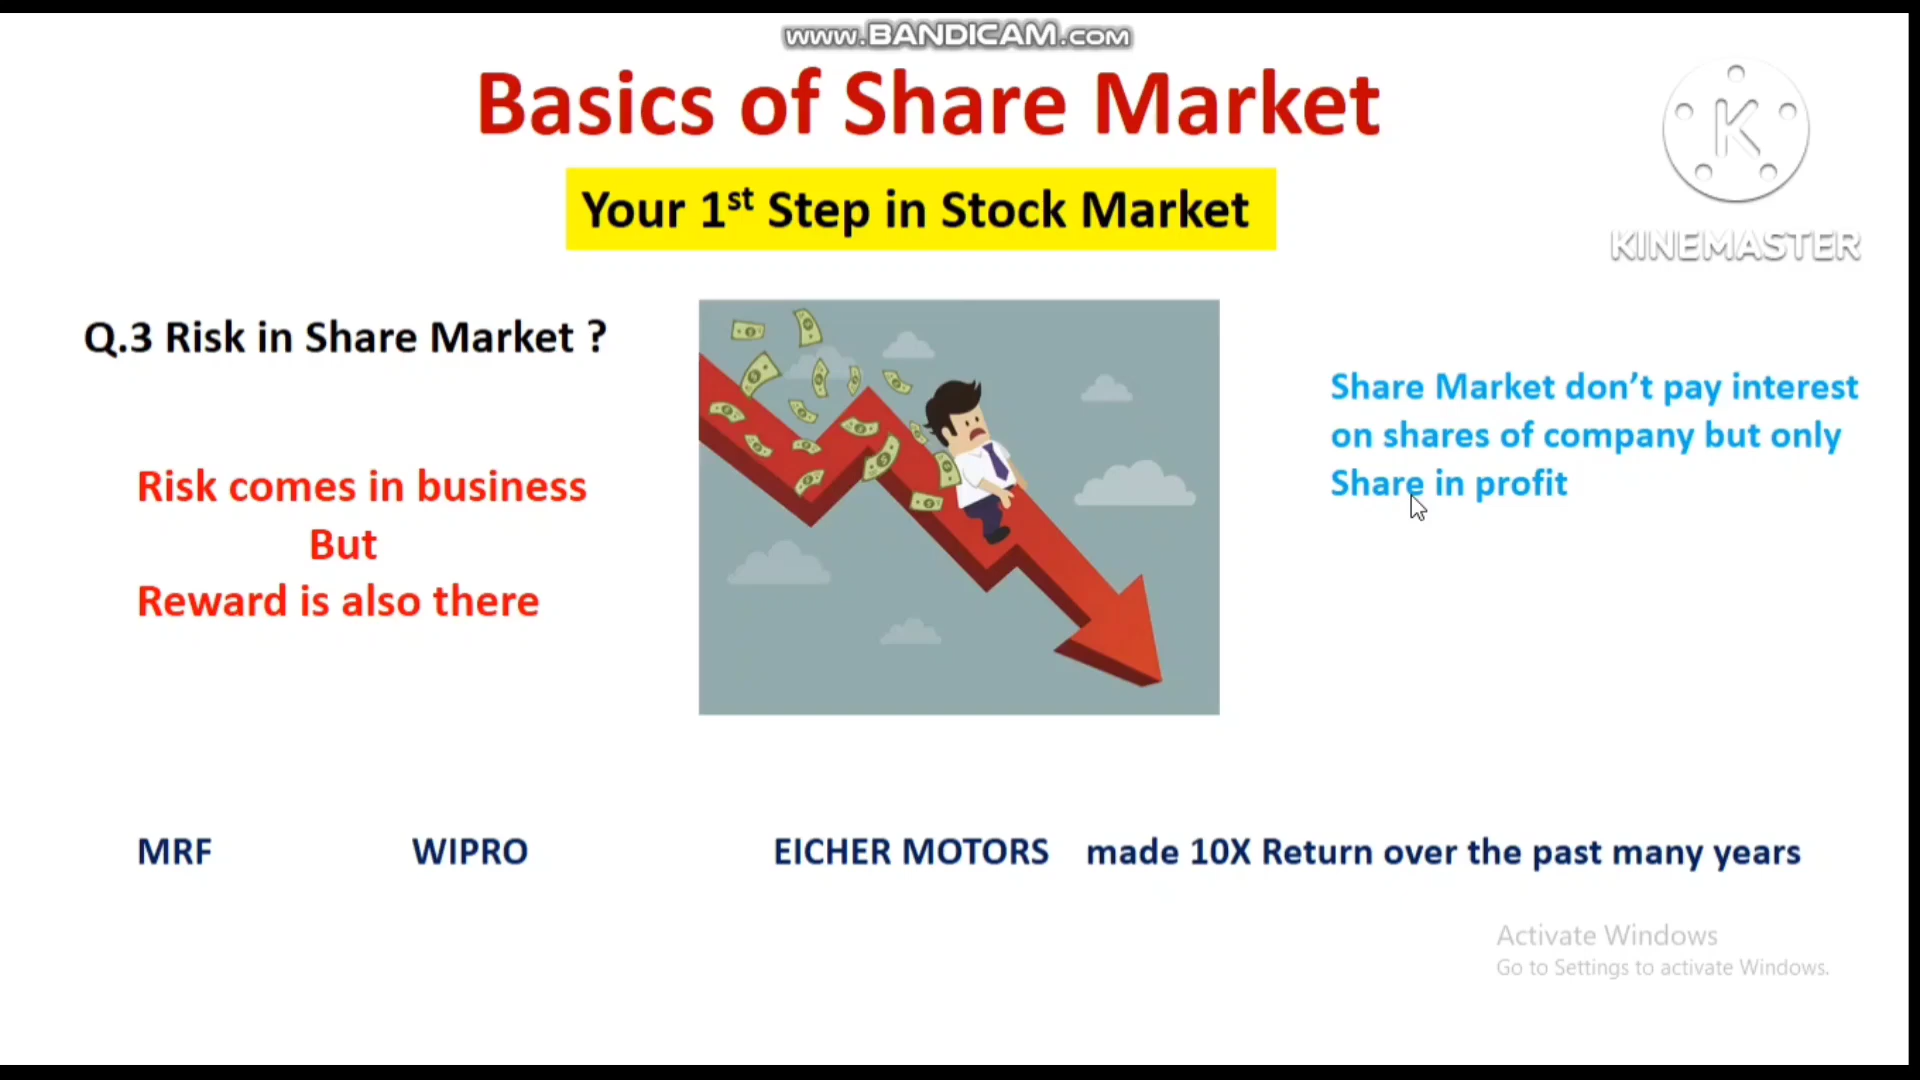 www.BANDICAM.com
Basics of Share Market
Your 1st Step in Stock Market
K
KINEMASTER
Q.3 Risk in Share Market ?
Risk comes in business
But
Reward is also there
Share Market don't pay interest
on shares of company but only
Share in profit
MRF WIPRO EICHER MOTORS made 10X Return over the past many years
Activate Windows
Go to Settings to activate Windows.